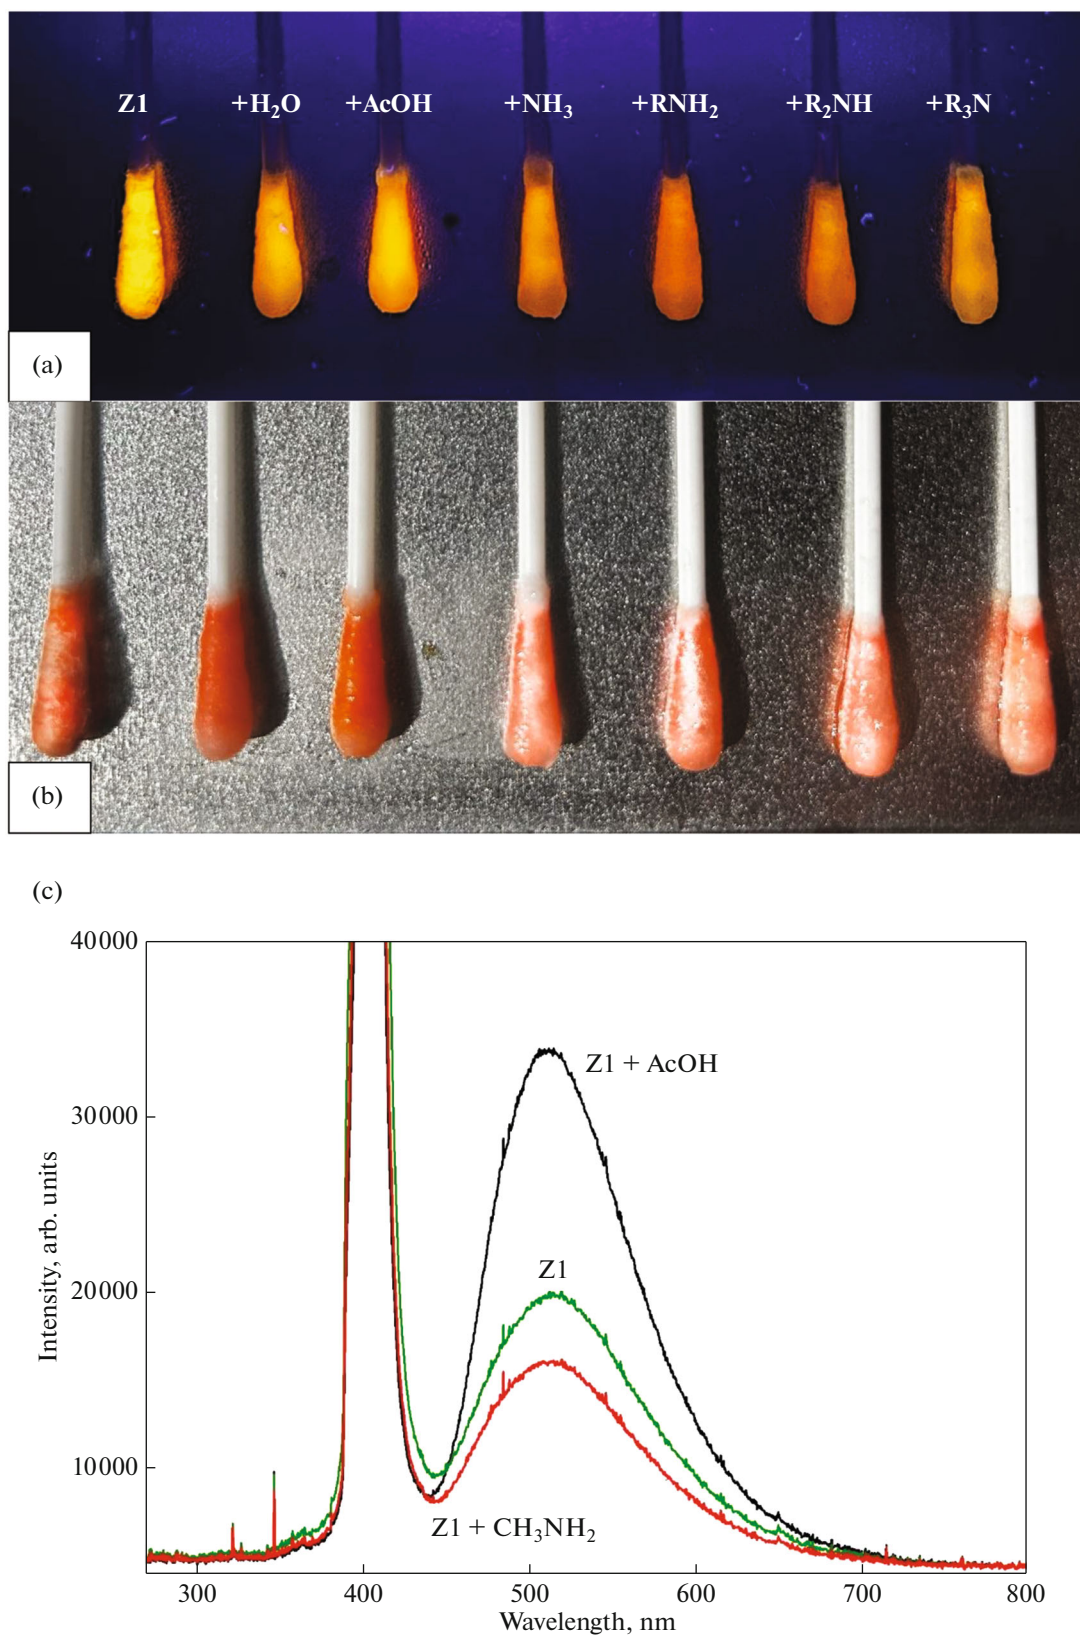 Z1 +H₂O +AcOH +NH₃ +RNH₂ +R₂NH +R₃N
(a)
(b)
(c)
40000
30000
20000
10000
Intensity, arb. units
Z1 + AcOH
Z1
Z1 + CH₃NH₂
300 400 500 600 700 800
Wavelength, nm